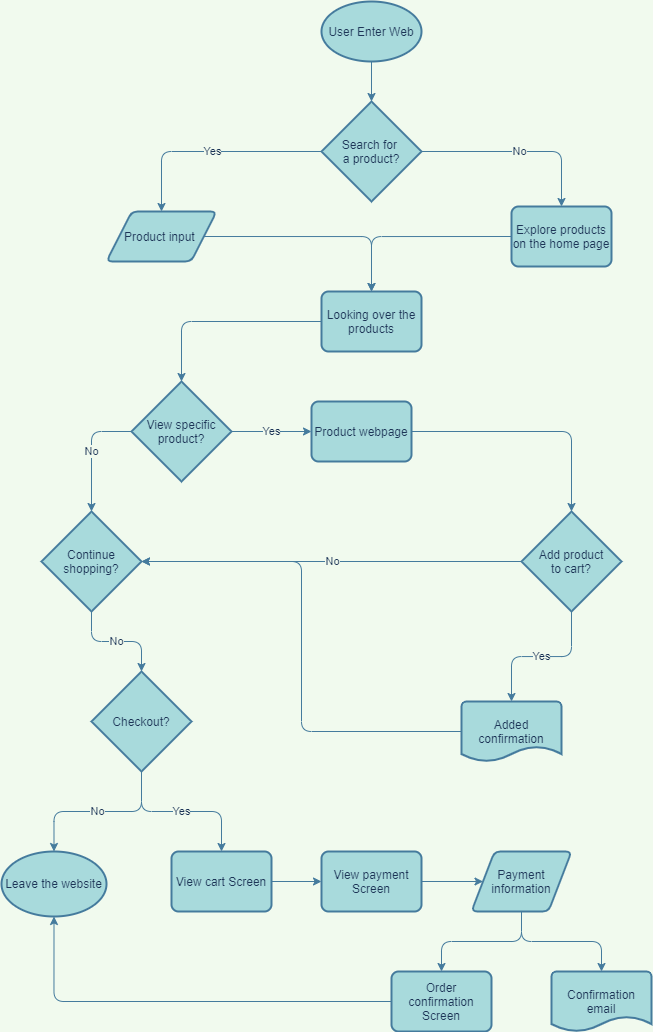 User Enter Web
Search for
a product?
Yes
No
Product input
Explore products
on the home page
Looking over the
products
View specific
product?
Yes
Product webpage
No
Continue
shopping?
No
Add product
to cart?
No
Yes
Added
confirmation
Checkout?
No
Yes
Leave the website
View cart Screen
View payment
Screen
Payment
information
Order
confirmation
Screen
Confirmation
email